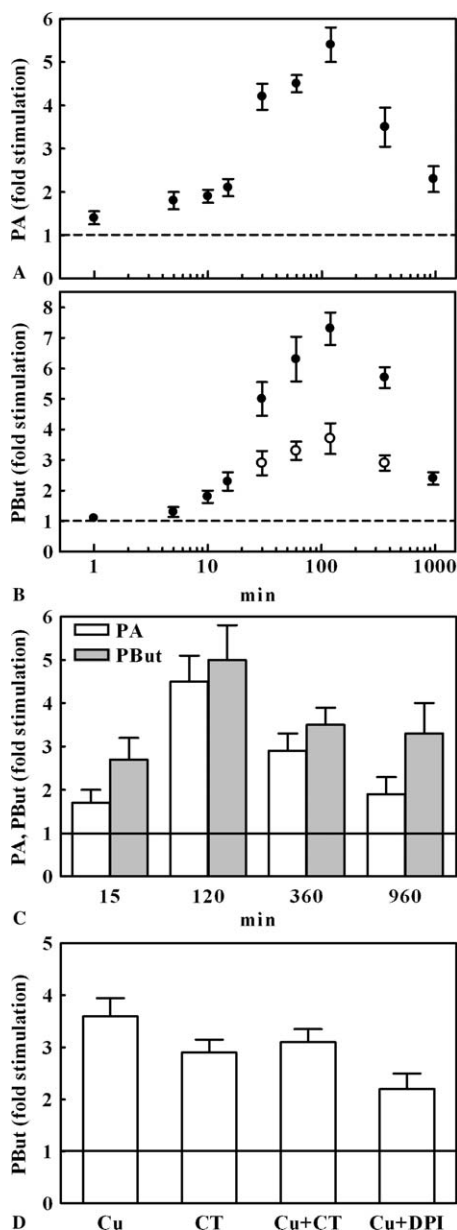 6
5
4
3
2
1
0
PA (fold stimulation)
A
8
7
6
5
4
3
2
1
0
PBut (fold stimulation)
1 10 100 1000
B min
6
5
4
3
2
1
0
PA, PBut (fold stimulation)
PA
PBut
15 120 360 960
C min
5
4
3
2
1
0
PBut (fold stimulation)
D Cu CT Cu+CT Cu+DPI